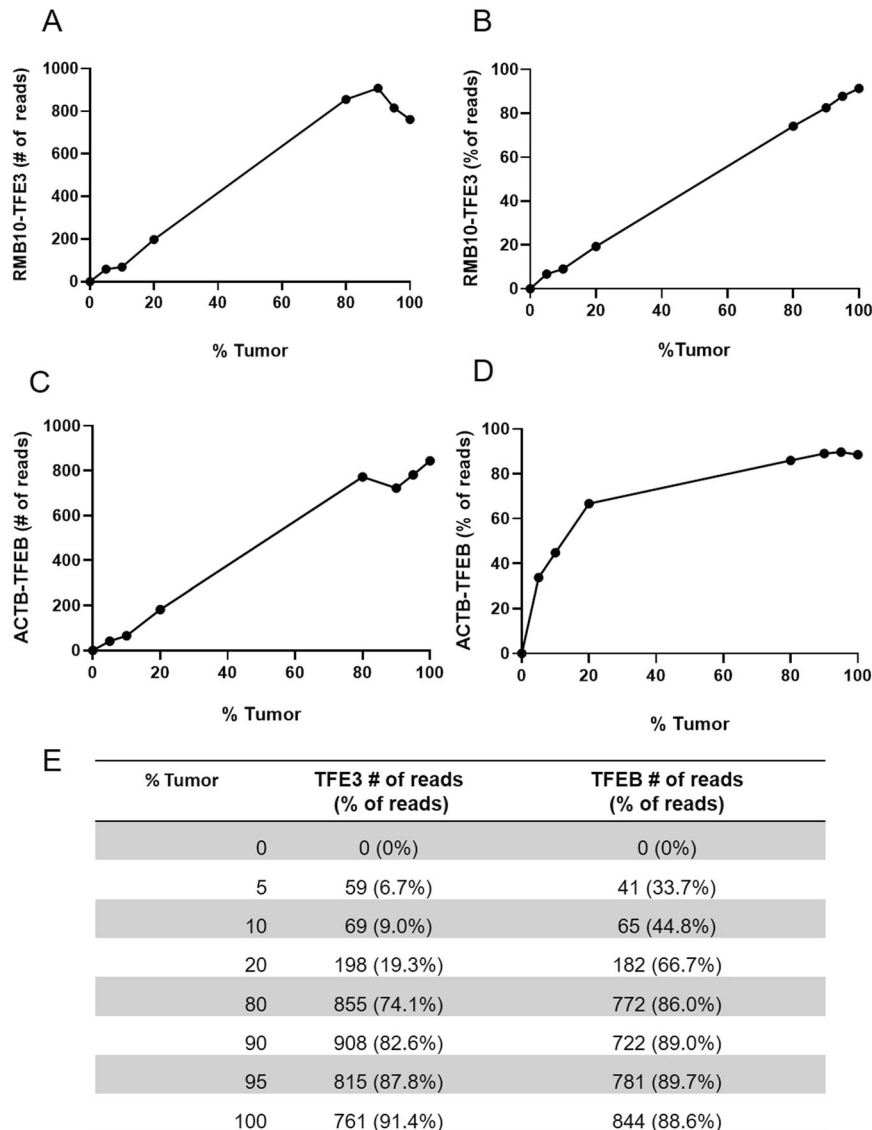 A
B
1000
800
600
400
200
0
RMB10-TFE3 (# of reads)
0 20 40 60 80 100
% Tumor
100
80
60
40
20
0
RMB10-TFE3 (% of reads)
0 20 40 60 80 100
%Tumor
C
D
1000
800
600
400
200
0
ACTB-TFEB (# of reads)
0 20 40 60 80 100
% Tumor
100
80
60
40
20
0
ACTB-TFEB (% of reads)
0 20 40 60 80 100
% Tumor
E
% Tumor TFE3 # of reads TFEB # of reads
(% of reads) (% of reads)
0 0 (0%) 0 (0%)
5 59 (6.7%) 41 (33.7%)
10 69 (9.0%) 65 (44.8%)
20 198 (19.3%) 182 (66.7%)
80 855 (74.1%) 772 (86.0%)
90 908 (82.6%) 722 (89.0%)
95 815 (87.8%) 781 (89.7%)
100 761 (91.4%) 844 (88.6%)